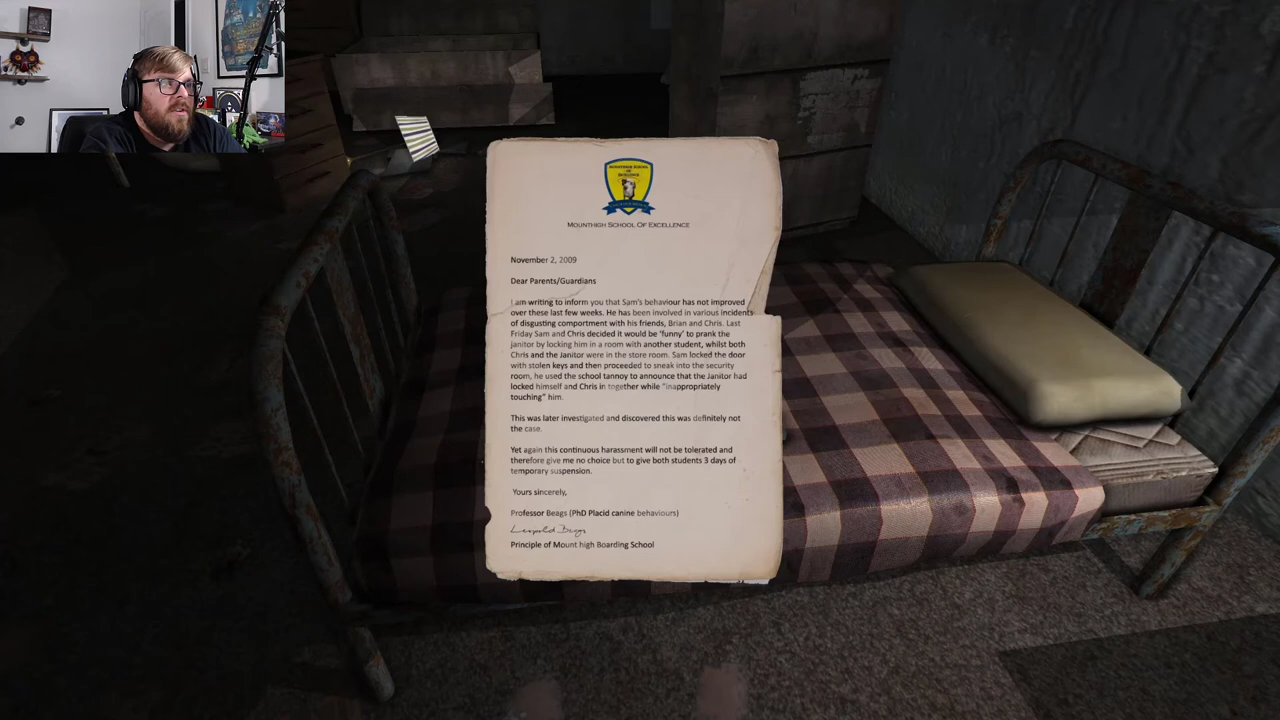 MOUNTHIGH SCHOOL
OF
EXCELLENCE
MOUNTHIGH SCHOOL OF EXCELLENCE
November 2, 2009
Dear Parents/Guardians
I am writing to inform you that Sam's behaviour has not improved
over these last few weeks. He has been involved in various incidents
of disgusting comportment with his friends, Brian and Chris. Last
Friday Sam and Chris decided it would be 'funny' to prank the
janitor by locking him in a room with another student, whilst both
Chris and the Janitor were in the store room. Sam locked the door
with stolen keys and then proceeded to sneak into the security
room, he used the school tannoy to announce that the Janitor had
locked himself and Chris in together while "inappropriately
touching" him.
This was later investigated and discovered this was definitely not
the case.
Yet again this continuous harassment will not be tolerated and
therefore give me no choice but to give both students 3 days of
temporary suspension.
Yours sincerely,
Professor Beags (PhD Placid canine behaviours)
Leopold Beags
Principle of Mount high Boarding School